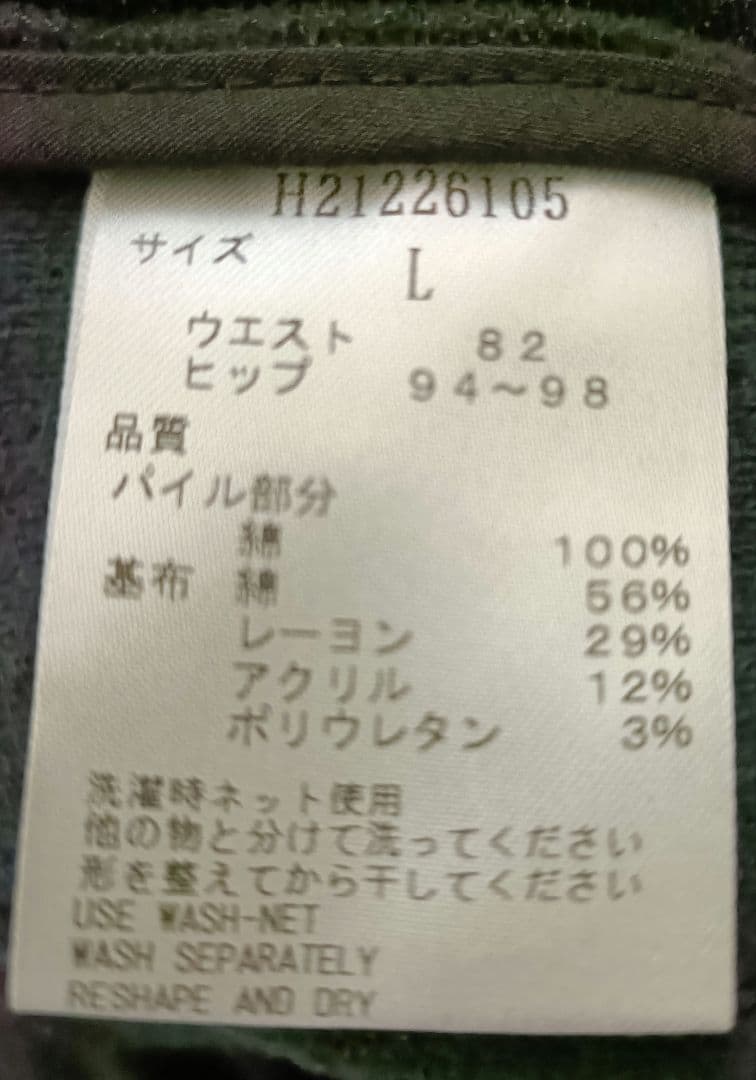 H21226105
サイズ L
ウエスト 82
ヒップ 94～98
品質
パイル部分
綿 100%
基布 綿 56%
レーヨン 29%
アクリル 12%
ポリウレタン 3%
洗濯時ネット使用
他の物と分けて洗ってください
形を整えてから干してください
USE WASH-NET
WASH SEPARATELY
RESHAPE AND DRY